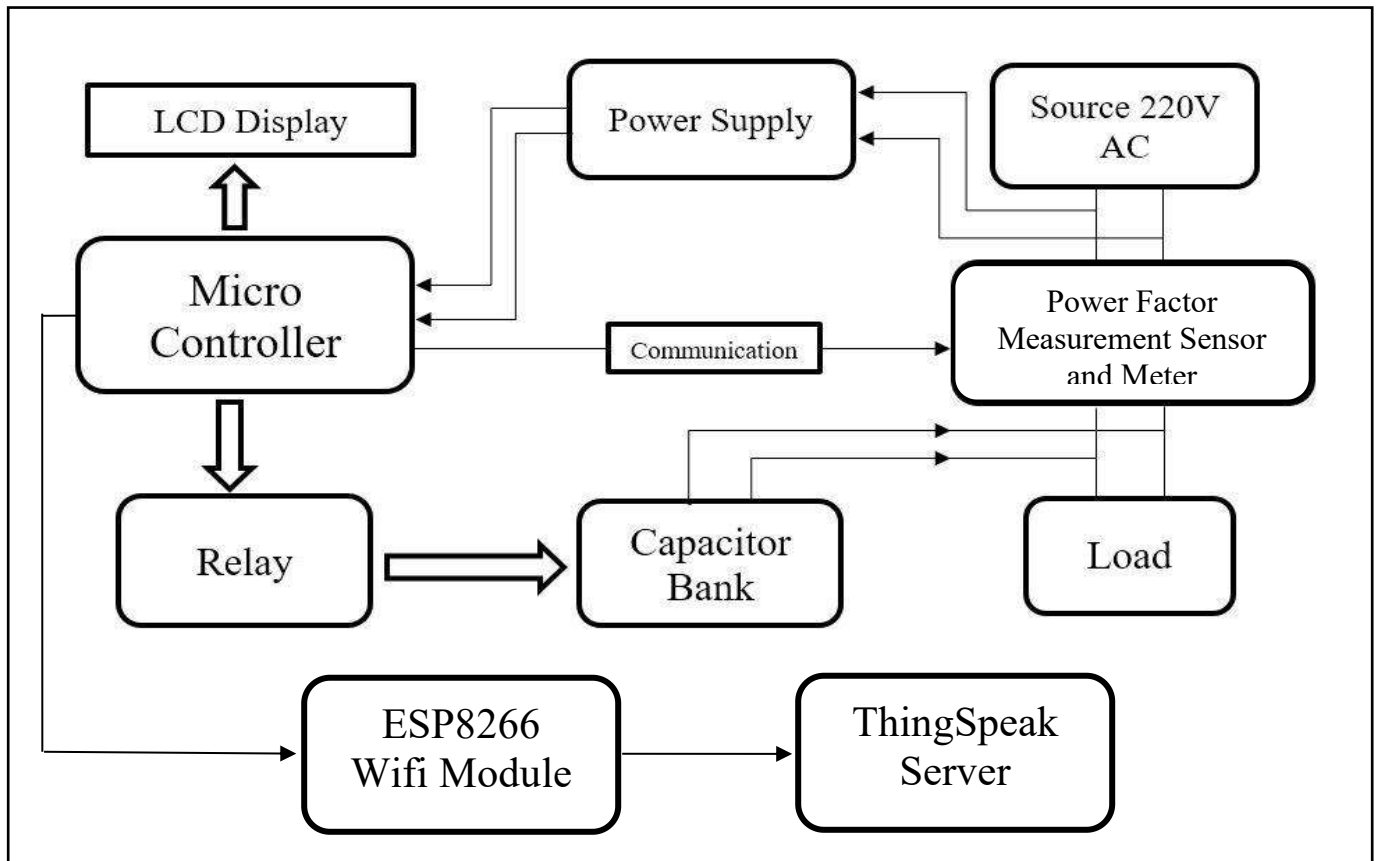 LCD Display
Power Supply
Source 220V
AC
Micro
Controller
Communication
Power Factor
Measurement Sensor
and Meter
Relay
Capacitor
Bank
Load
ESP8266
Wifi Module
ThingSpeak
Server